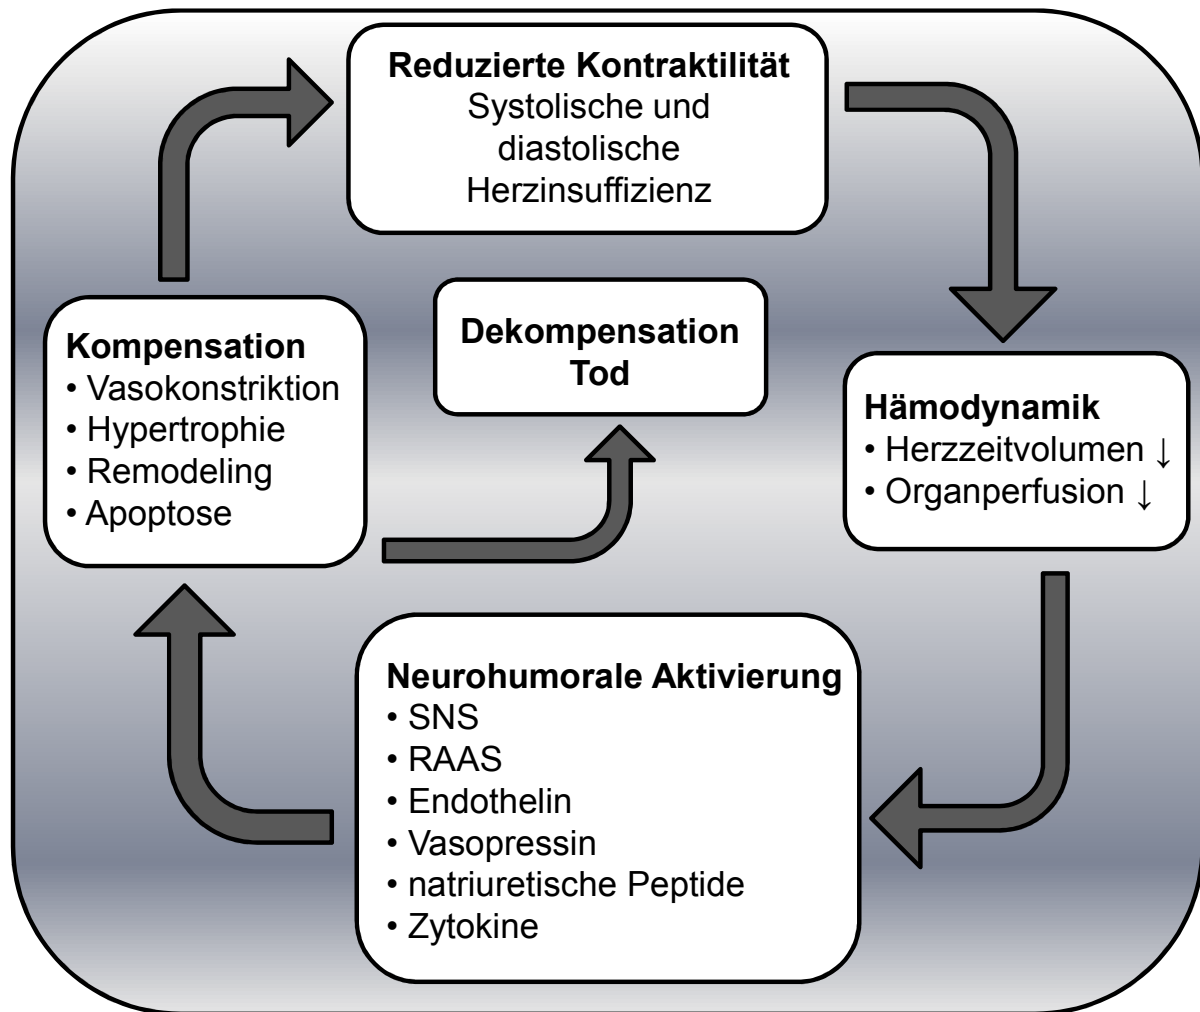 Reduzierte Kontraktilität
Systolische und
diastolische
Herzinsuffizienz
Kompensation
• Vasokonstriktion
• Hypertrophie
• Remodeling
• Apoptose
Dekompensation
Tod
Hämodynamik
• Herzzeitvolumen ↓
• Organperfusion ↓
Neurohumorale Aktivierung
• SNS
• RAAS
• Endothelin
• Vasopressin
• natriuretische Peptide
• Zytokine